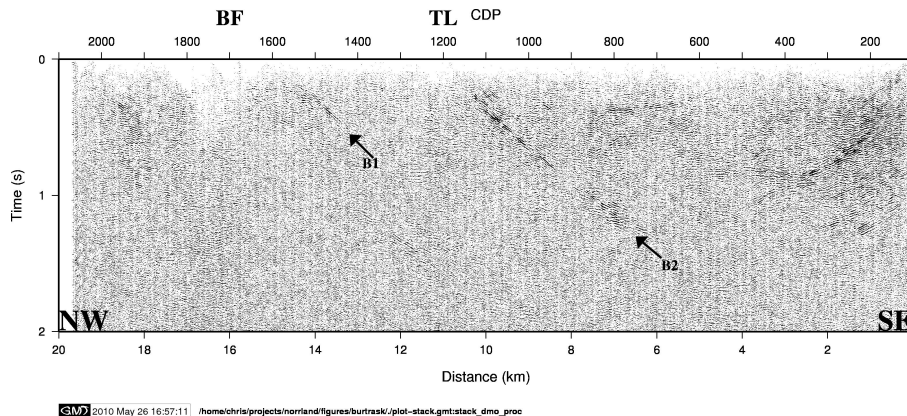 BF TL CDP
2000 1800 1600 1400 1200 1000 800 600 400 200
0
B1
Time (s)
1
B2
NW SE
2
20 18 16 14 12 10 8 6 4 2
Distance (km)
GMD 2010 May 26 16:57:11 /home/chris/projects/norrland/figures/burtrask/./plot-stack.gmt:stack_dmo_proc